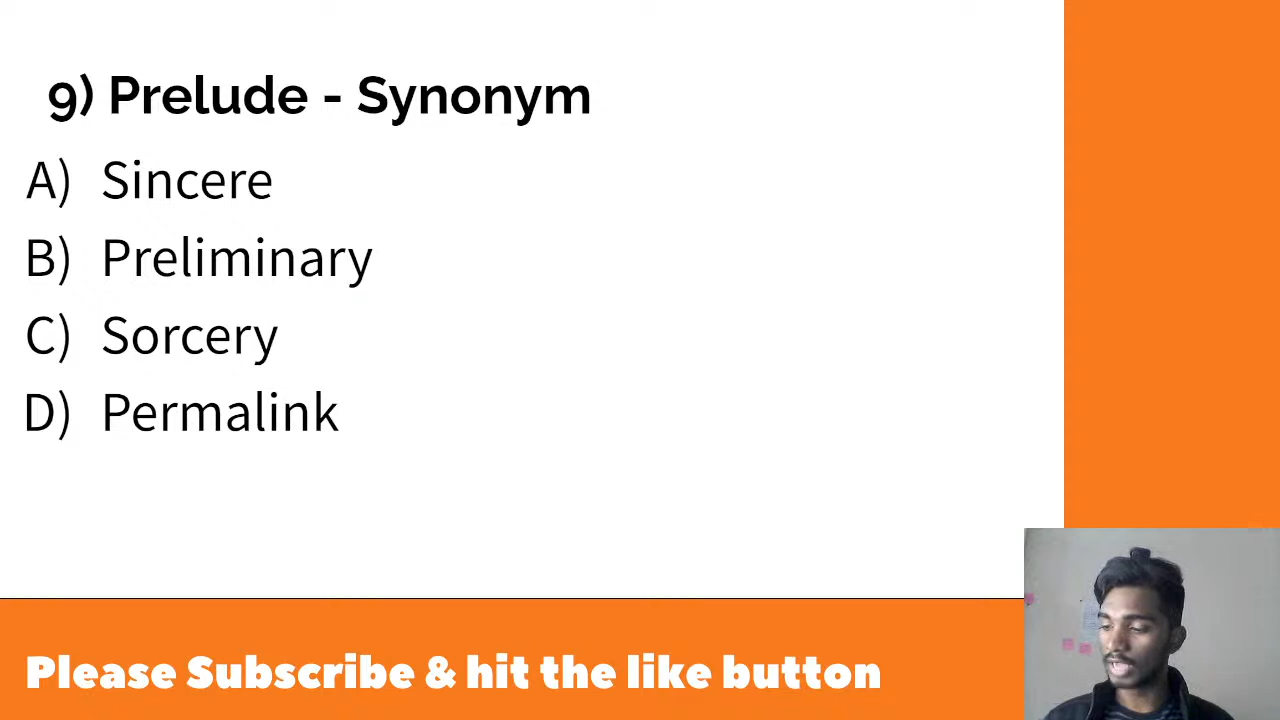 9) Prelude - Synonym
A) Sincere
B) Preliminary
C) Sorcery
D) Permalink
Please Subscribe & hit the like button